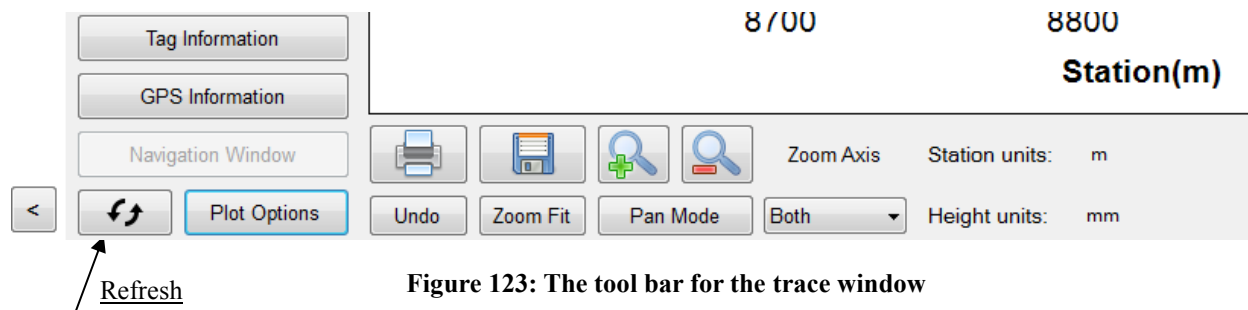 8700 8800
Station(m)
Tag Information
GPS Information
Navigation Window
Zoom Axis Station units: m
< Plot Options Undo Zoom Fit Pan Mode Both Height units: mm
Refresh
Figure 123: The tool bar for the trace window